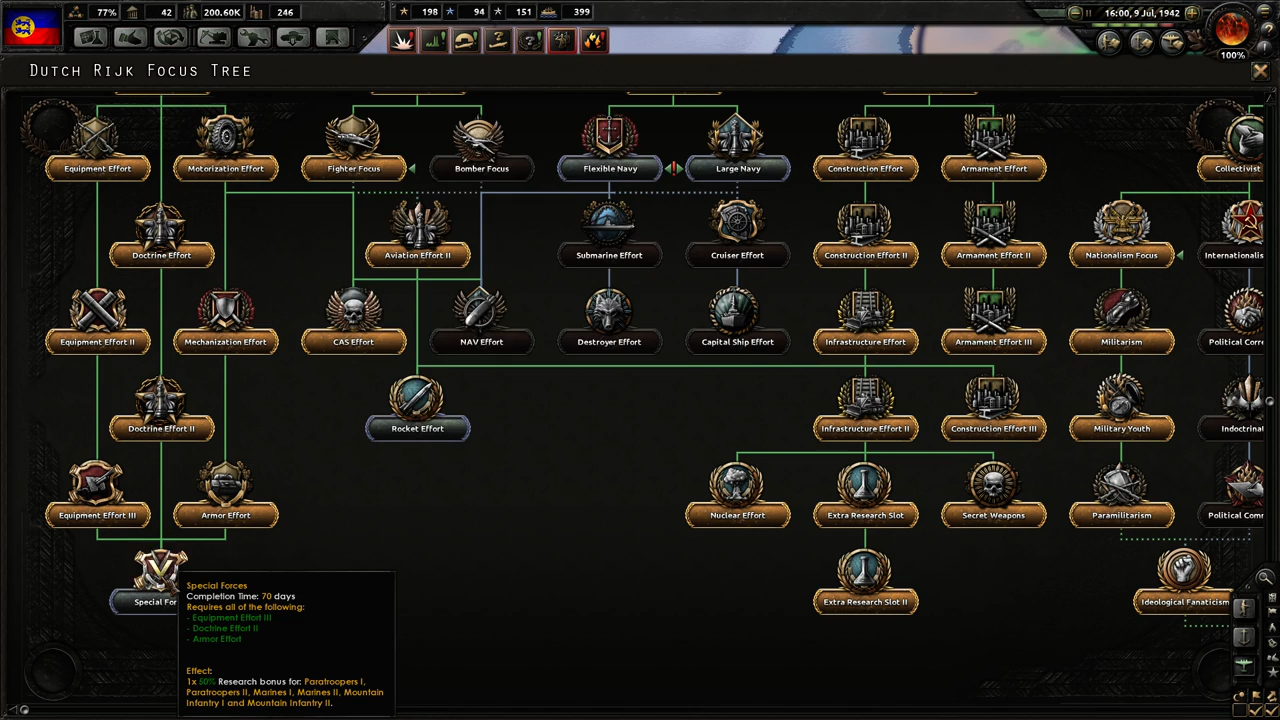 77% 42 200.60K 246 198 94 151 399 16:00, 9 Jul, 1942
100%
Dutch Rijk Focus Tree
Equipment Effort Motorization Effort Fighter Focus Bomber Focus Flexible Navy Large Navy Construction Effort Armament Effort Collectivist
Doctrine Effort Aviation Effort II Submarine Effort Cruiser Effort Construction Effort II Armament Effort II Nationalism Focus Internationalis
Equipment Effort II Mechanization Effort CAS Effort NAV Effort Destroyer Effort Capital Ship Effort Infrastructure Effort Armament Effort III Militarism Political Corre
Doctrine Effort II Rocket Effort Infrastructure Effort II Construction Effort III Military Youth Indoctrinat
Equipment Effort III Armor Effort Nuclear Effort Extra Research Slot Secret Weapons Paramilitarism Political Com
Special For Extra Research Slot II Ideological Fanaticism
Special Forces
Completion Time: 70 days
Requires all of the following:
- Equipment Effort III
- Doctrine Effort II
- Armor Effort
Effect:
1x 50% Research bonus for: Paratroopers I,
Paratroopers II, Marines I, Marines II, Mountain
Infantry I and Mountain Infantry II.